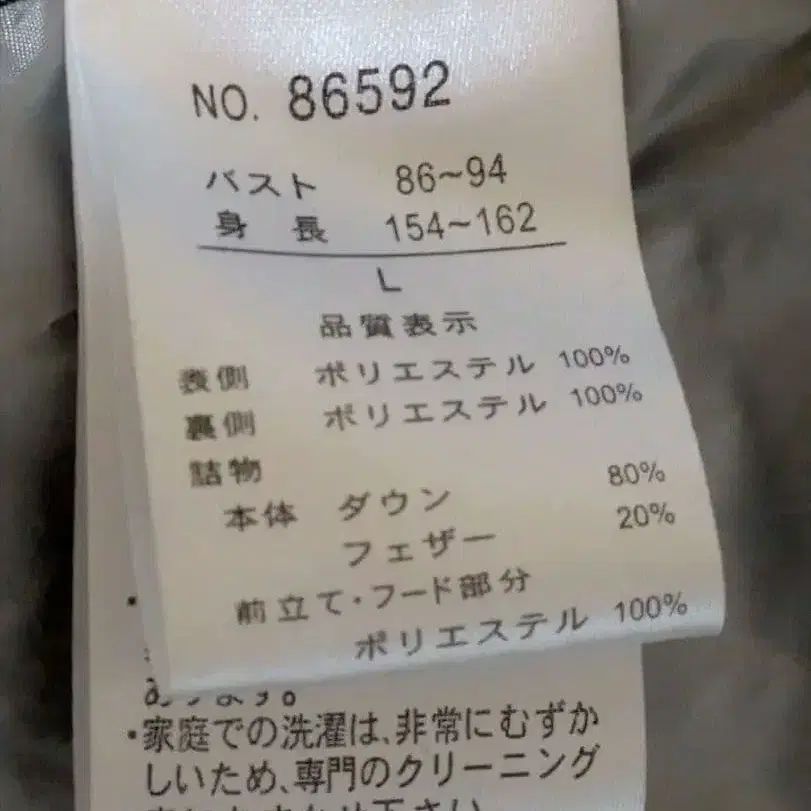 NO. 86592
バスト 86~94
身長 154~162
L
品質表示
表側 ポリエステル 100%
裏側 ポリエステル 100%
詰物
本体 ダウン 80%
フェザー 20%
前立て・フード部分
ポリエステル 100%
あります。
・家庭での洗濯は、非常にむずか
しいため、専門のクリーニング